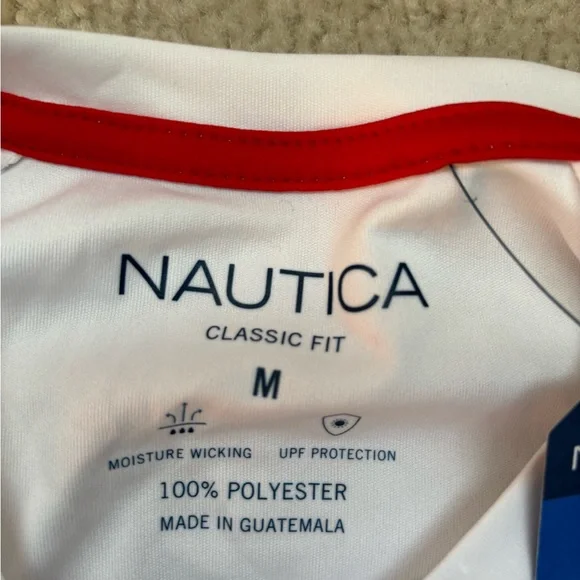 NAUTICA
CLASSIC FIT
M
MOISTURE WICKING UPF PROTECTION
100% POLYESTER
MADE IN GUATEMALA